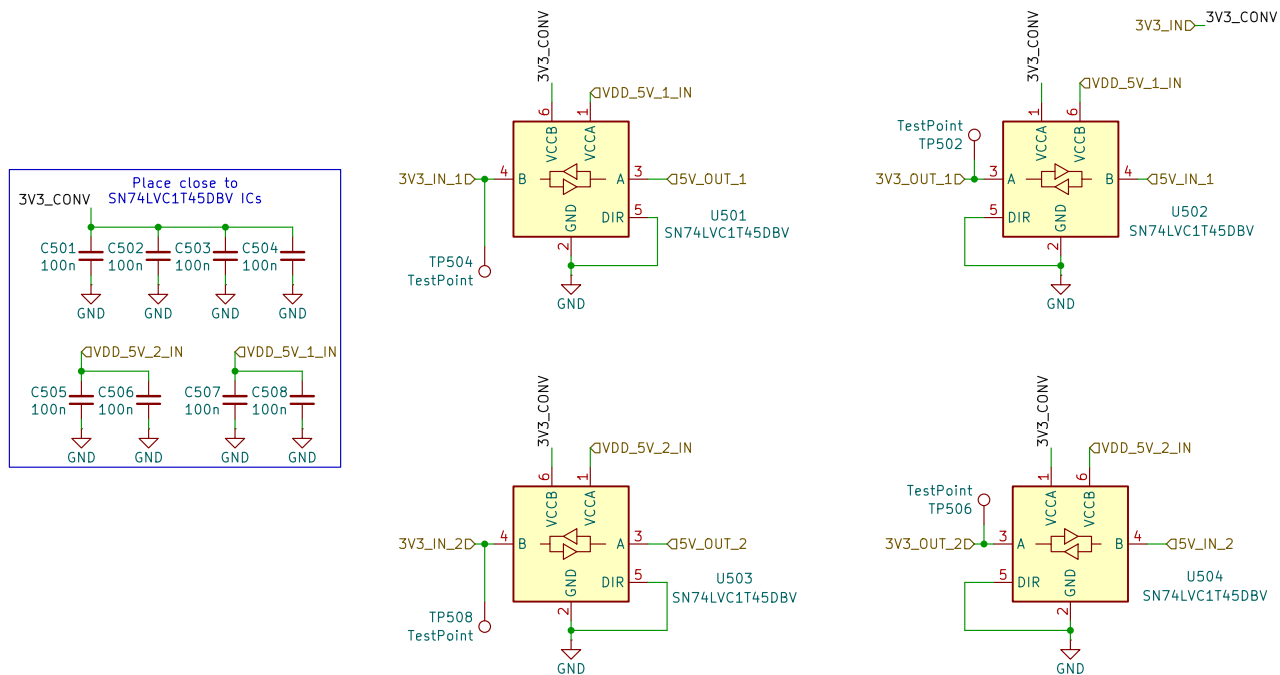 Place close to
SN74LVC1T45DBV ICs
3V3_CONV
C501
100n
C502
100n
C503
100n
C504
100n
GND
GND
GND
GND
VDD_5V_2_IN
VDD_5V_1_IN
C505
100n
C506
100n
C507
100n
C508
100n
GND
GND
GND
GND
3V3_CONV
VDD_5V_1_IN
6
1
VCCB
VCCA
3V3_IN_1
4
B
A
3
5V_OUT_1
GND
DIR
5
2
U501
SN74LVC1T45DBV
TP504
TestPoint
GND
3V3_IN
3V3_CONV
3V3_CONV
VDD_5V_1_IN
1
6
VCCA
VCCB
TestPoint
TP502
3V3_OUT_1
3
A
B
4
5V_IN_1
5
DIR
GND
2
U502
SN74LVC1T45DBV
GND
3V3_CONV
VDD_5V_2_IN
6
1
VCCB
VCCA
3V3_IN_2
4
B
A
3
5V_OUT_2
GND
DIR
5
2
U503
SN74LVC1T45DBV
TP508
TestPoint
GND
3V3_CONV
VDD_5V_2_IN
1
6
VCCA
VCCB
TestPoint
TP506
3V3_OUT_2
3
A
B
4
5V_IN_2
5
DIR
GND
2
U504
SN74LVC1T45DBV
GND